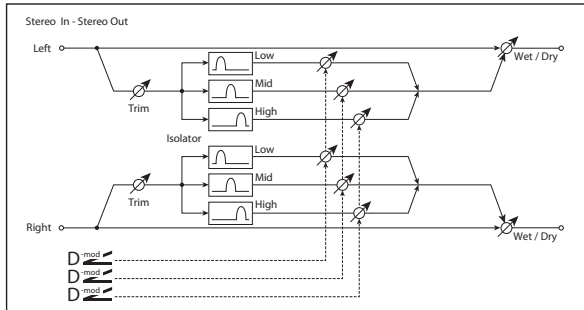 Stereo In - Stereo Out
Left
Wet / Dry
Low
Mid
High
Trim
Isolator
Low
Mid
High
Trim
Right
Wet / Dry
D-mod
D-mod
D-mod